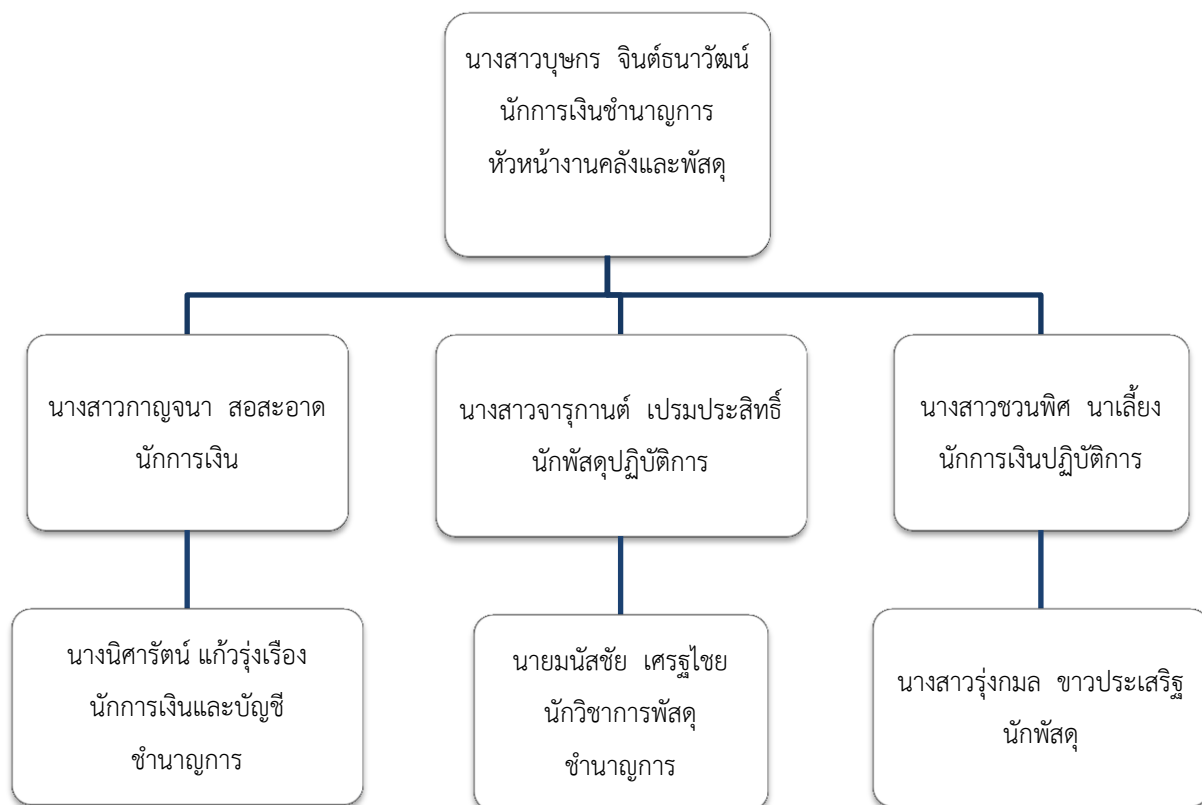 นางสาวบุษกร จินต์ธนาวัฒน์
นักการเงินชำนาญการ
หัวหน้างานคลังและพัสดุ
นางสาวกาญจนา สอสะอาด
นักการเงิน
นางสาวจารุกานต์ เปรมประสิทธิ์
นักพัสดุปฏิบัติการ
นางสาวชวนพิศ นาเลี้ยง
นักการเงินปฏิบัติการ
นางนิศารัตน์ แก้วรุ่งเรือง
นักการเงินและบัญชี
ชำนาญการ
นายมนัสชัย เศรฐไชย
นักวิชาการพัสดุ
ชำนาญการ
นางสาวรุ่งกมล ขาวประเสริฐ
นักพัสดุ